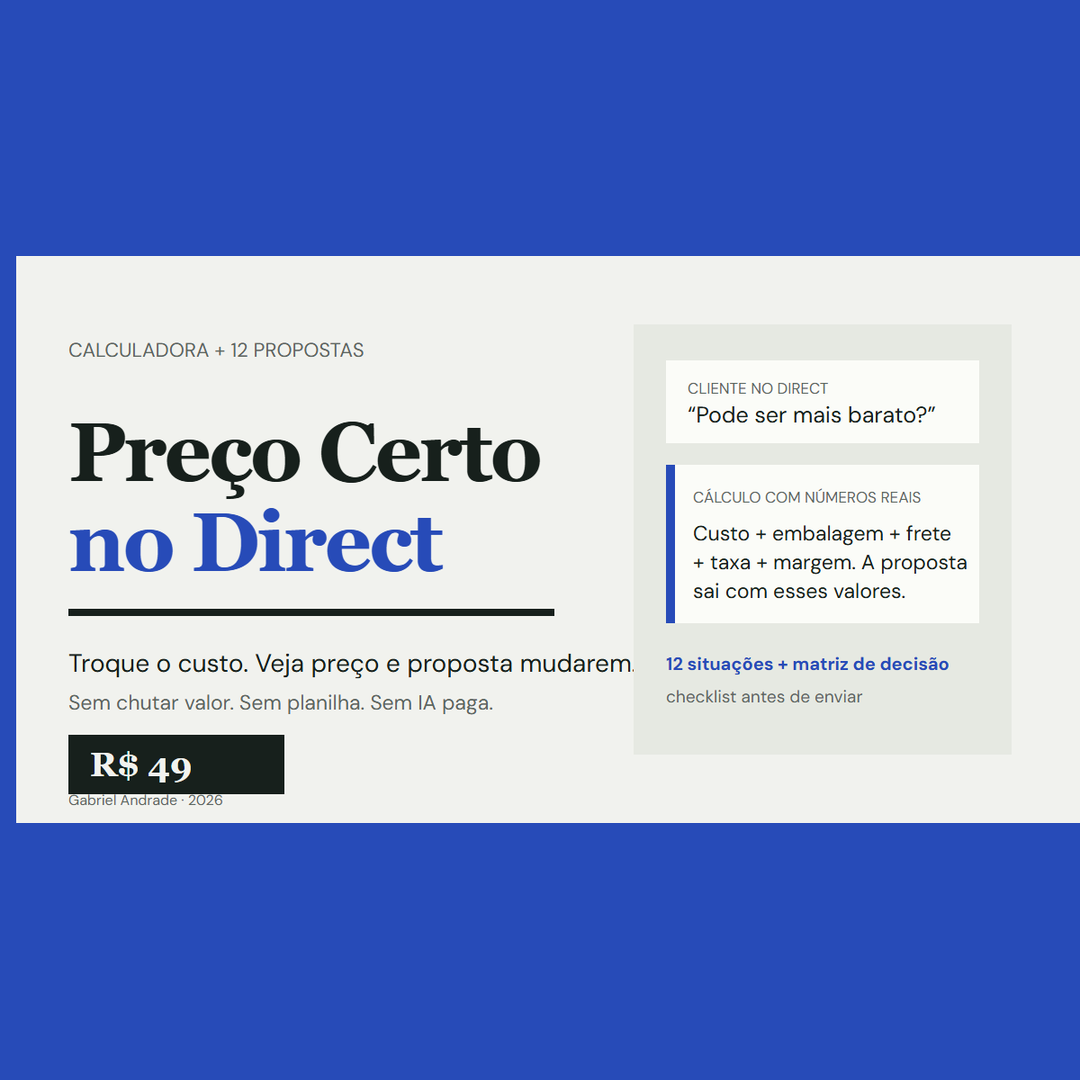 CALCULADORA + 12 PROPOSTAS
Preço Certo
no Direct
Troque o custo. Veja preço e proposta mudarem.
Sem chutar valor. Sem planilha. Sem IA paga.
R$ 49
Gabriel Andrade · 2026
CLIENTE NO DIRECT
“Pode ser mais barato?”
CÁLCULO COM NÚMEROS REAIS
Custo + embalagem + frete
+ taxa + margem. A proposta
sai com esses valores.
12 situações + matriz de decisão
checklist antes de enviar